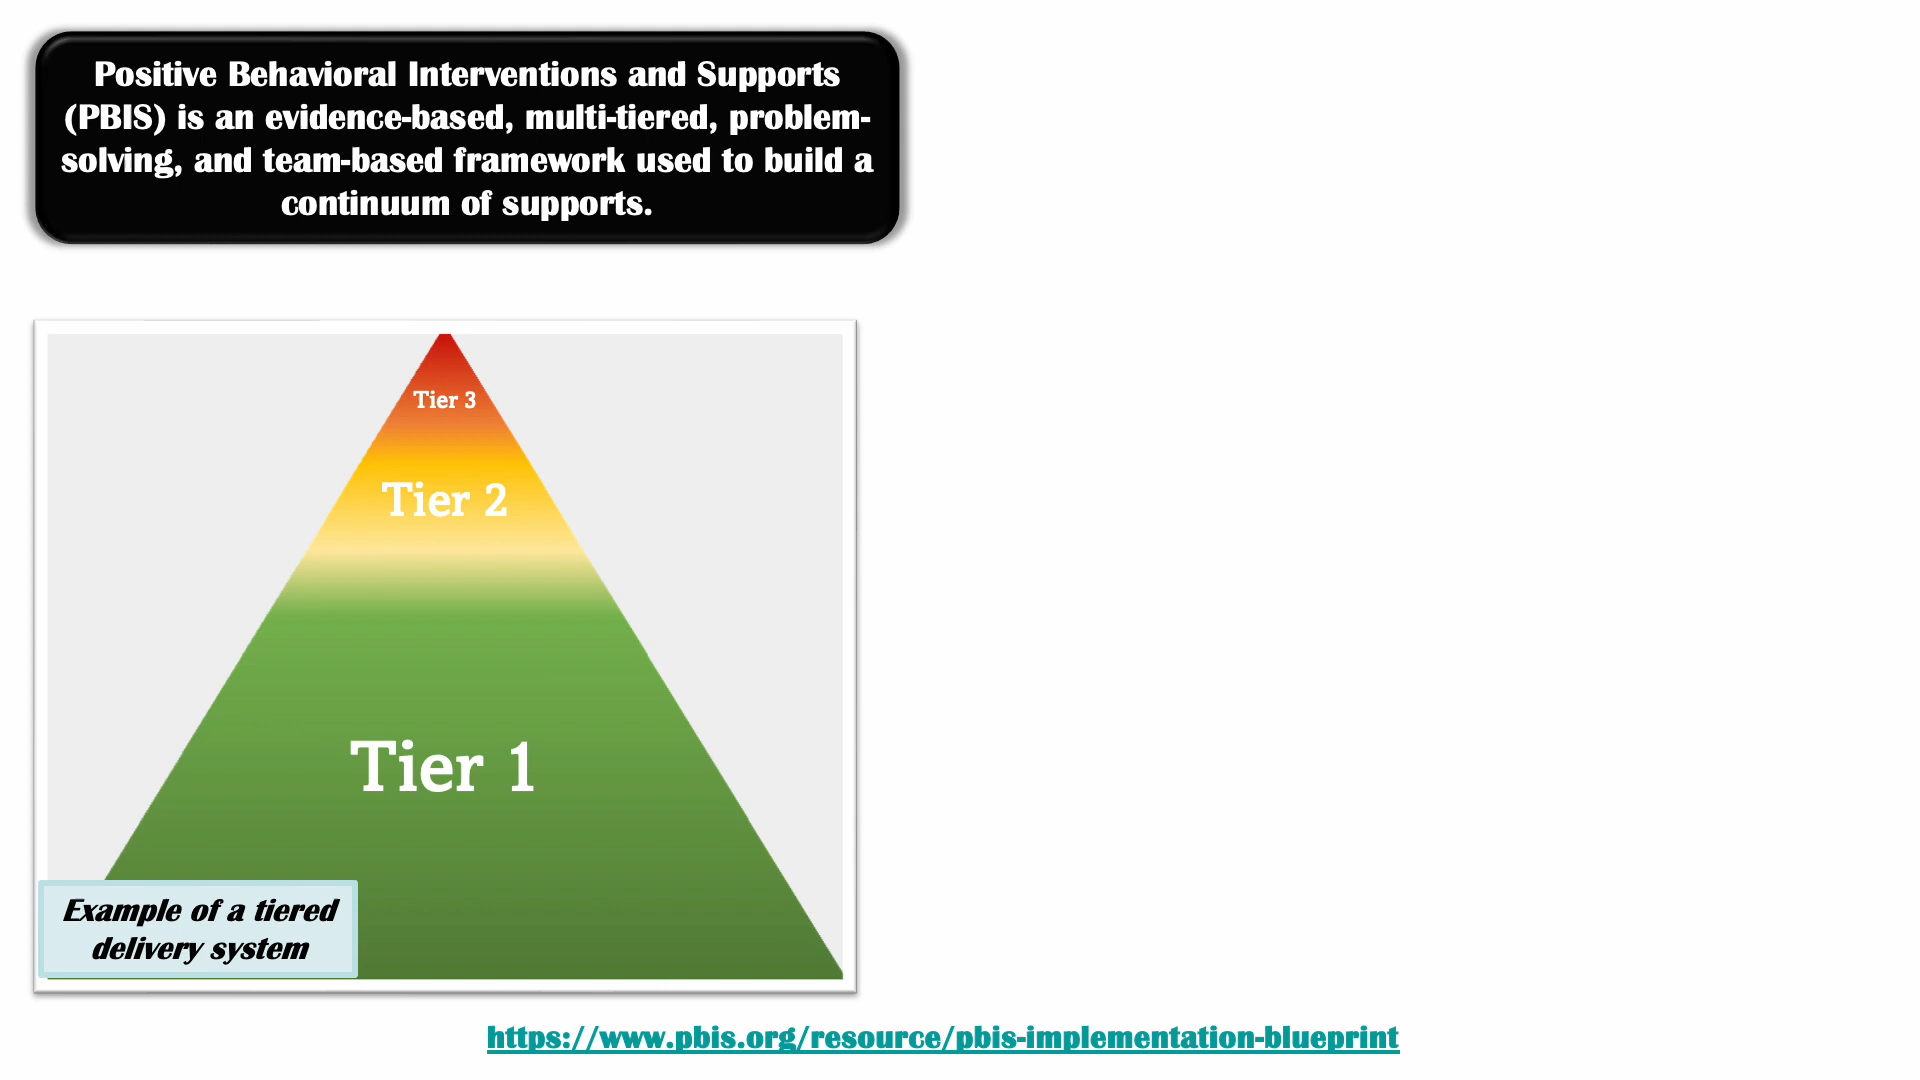 Positive Behavioral Interventions and Supports
(PBIS) is an evidence-based, multi-tiered, problem-
solving, and team-based framework used to build a
continuum of supports.
Tier 3
Tier 2
Tier 1
Example of a tiered
delivery system
https://www.pbis.org/resource/pbis-implementation-blueprint